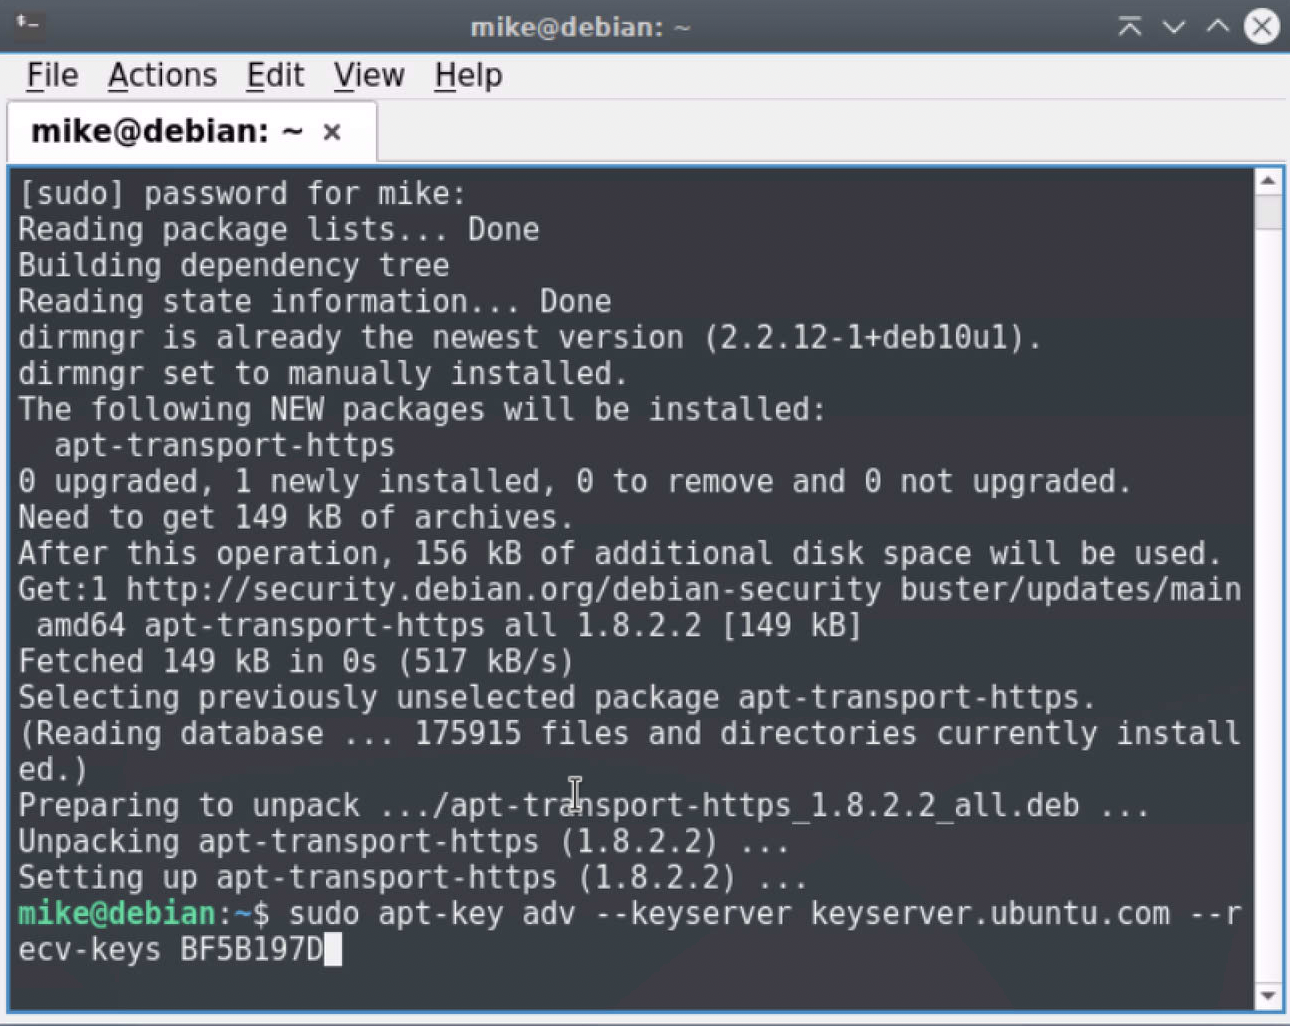 mike@debian: ~
File Actions Edit View Help
mike@debian: ~ ×
[sudo] password for mike:
Reading package lists... Done
Building dependency tree
Reading state information... Done
dirmngr is already the newest version (2.2.12-1+deb10u1).
dirmngr set to manually installed.
The following NEW packages will be installed:
  apt-transport-https
0 upgraded, 1 newly installed, 0 to remove and 0 not upgraded.
Need to get 149 kB of archives.
After this operation, 156 kB of additional disk space will be used.
Get:1 http://security.debian.org/debian-security buster/updates/main
 amd64 apt-transport-https all 1.8.2.2 [149 kB]
Fetched 149 kB in 0s (517 kB/s)
Selecting previously unselected package apt-transport-https.
(Reading database ... 175915 files and directories currently install
ed.)
Preparing to unpack .../apt-transport-https_1.8.2.2_all.deb ...
Unpacking apt-transport-https (1.8.2.2) ...
Setting up apt-transport-https (1.8.2.2) ...
mike@debian:~$ sudo apt-key adv --keyserver keyserver.ubuntu.com --r
ecv-keys BF5B197D